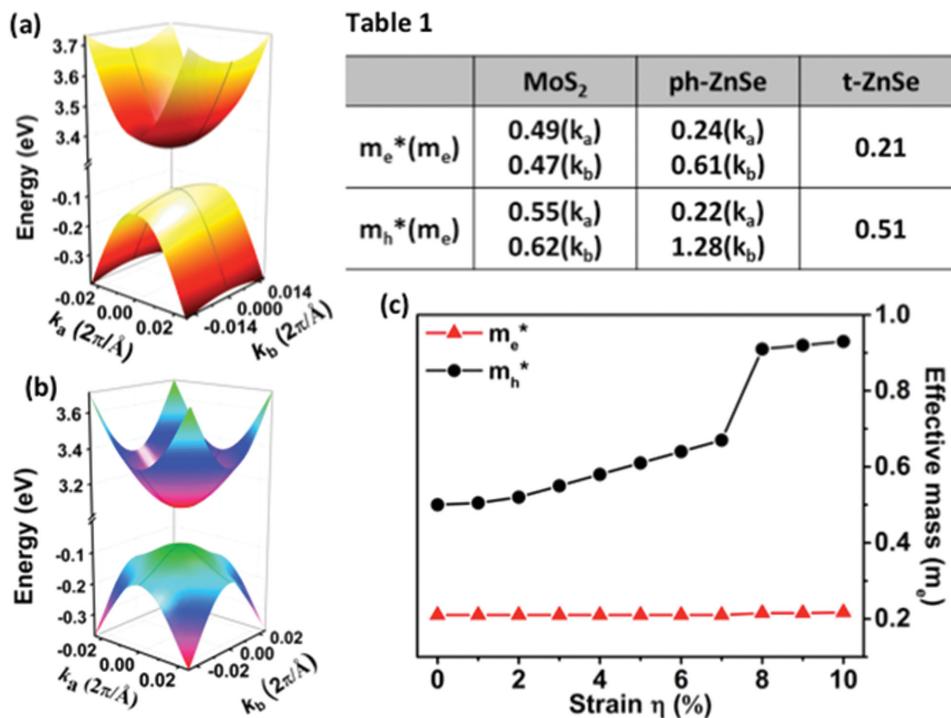 (a)
3.7
3.6
3.5
3.4
-0.1
-0.2
-0.3
Energy (eV)
-0.02
0.00
0.02
kₐ (2π/Å)
-0.014
0.000
0.014
k_b (2π/Å)
Table 1
MoS₂ ph-ZnSe t-ZnSe
mₑ*(mₑ) 0.49(kₐ) 0.24(kₐ) 0.21
0.47(k_b) 0.61(k_b)
mₕ*(mₑ) 0.55(kₐ) 0.22(kₐ) 0.51
0.62(k_b) 1.28(k_b)
(b)
3.6
3.4
3.2
-0.1
-0.2
-0.3
Energy (eV)
-0.02
0.00
0.02
kₐ (2π/Å)
-0.02
0.00
0.02
k_b (2π/Å)
(c)
mₑ*
mₕ*
1.0
0.8
0.6
0.4
0.2
Effective mass (mₑ)
0 2 4 6 8 10
Strain η (%)